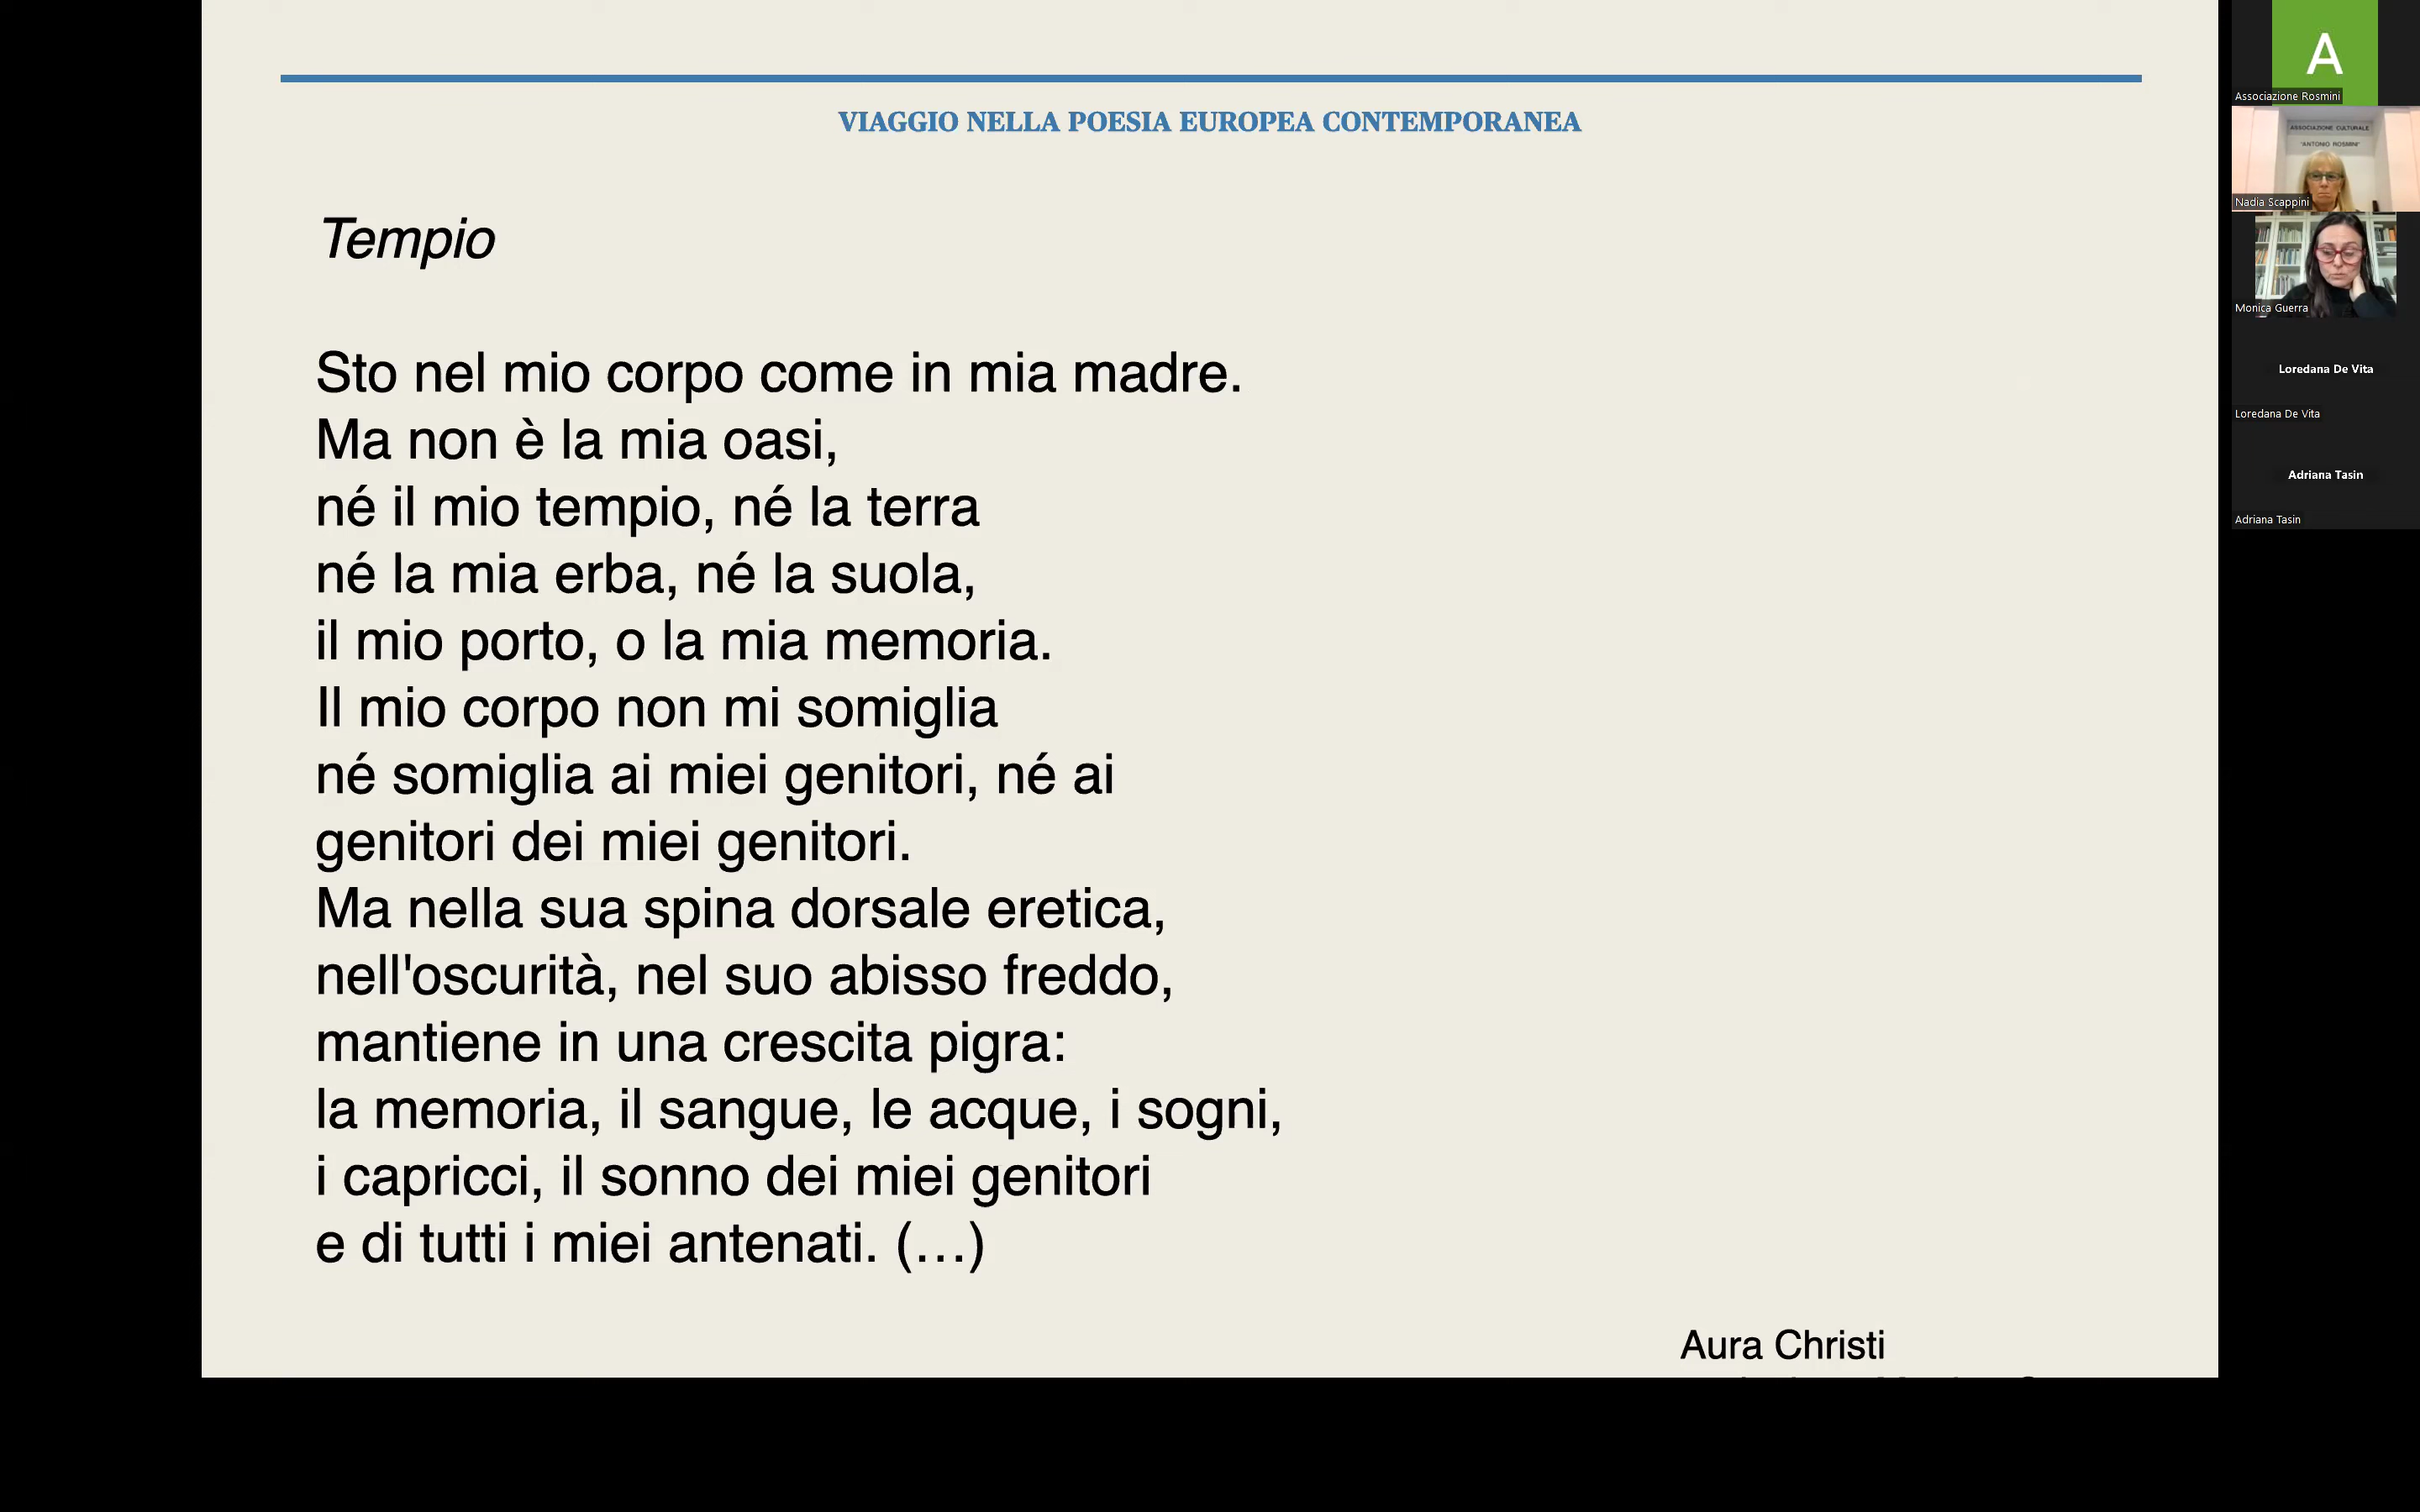 VIAGGIO NELLA POESIA EUROPEA CONTEMPORANEA
Tempio
Sto nel mio corpo come in mia madre.
Ma non è la mia oasi,
né il mio tempio, né la terra
né la mia erba, né la suola,
il mio porto, o la mia memoria.
Il mio corpo non mi somiglia
né somiglia ai miei genitori, né ai
genitori dei miei genitori.
Ma nella sua spina dorsale eretica,
nell'oscurità, nel suo abisso freddo,
mantiene in una crescita pigra:
la memoria, il sangue, le acque, i sogni,
i capricci, il sonno dei miei genitori
e di tutti i miei antenati. (…)
Aura Christi
A
Associazione Rosmini
ASSOCIAZIONE CULTURALE
"ANTONIO ROSMINI"
Nadia Scappini
Monica Guerra
Loredana De Vita
Loredana De Vita
Adriana Tasin
Adriana Tasin